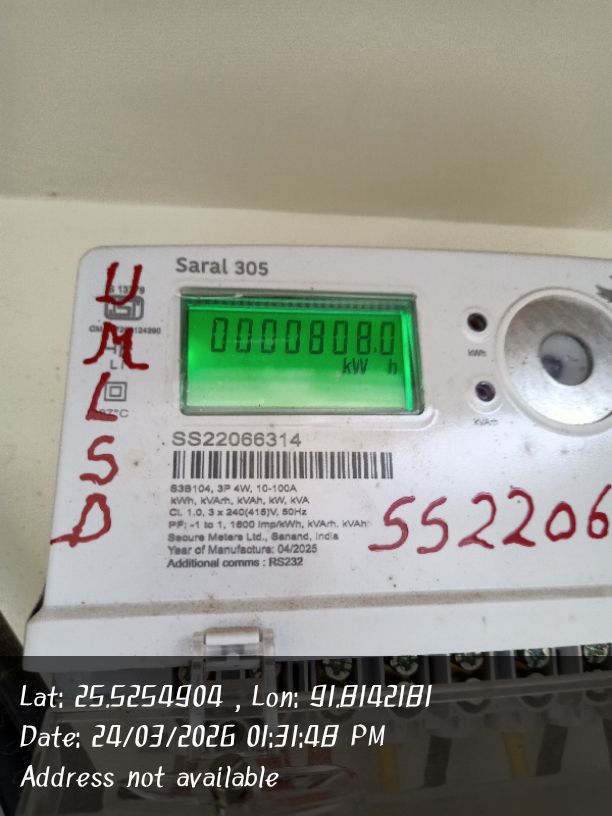 Saral 305
U
M
L
S
D
0000808.0
kW h
kWh
kVArh
SS22066314
S3B104, 3P 4W, 10-100A
kWh, kVArh, kVAh, kW, kVA
Cl. 1.0, 3 x 240(415)V, 50Hz
PF: -1 to 1, 1600 imp/kWh, kVArh, kVAh
Secure Meters Ltd., Sanand, India
Year of Manufacture: 04/2025
Additional comms : RS232
SS2206
Lat: 25.5254904 , Lon: 91.8142181
Date: 24/03/2026 01:31:48 PM
Address not available